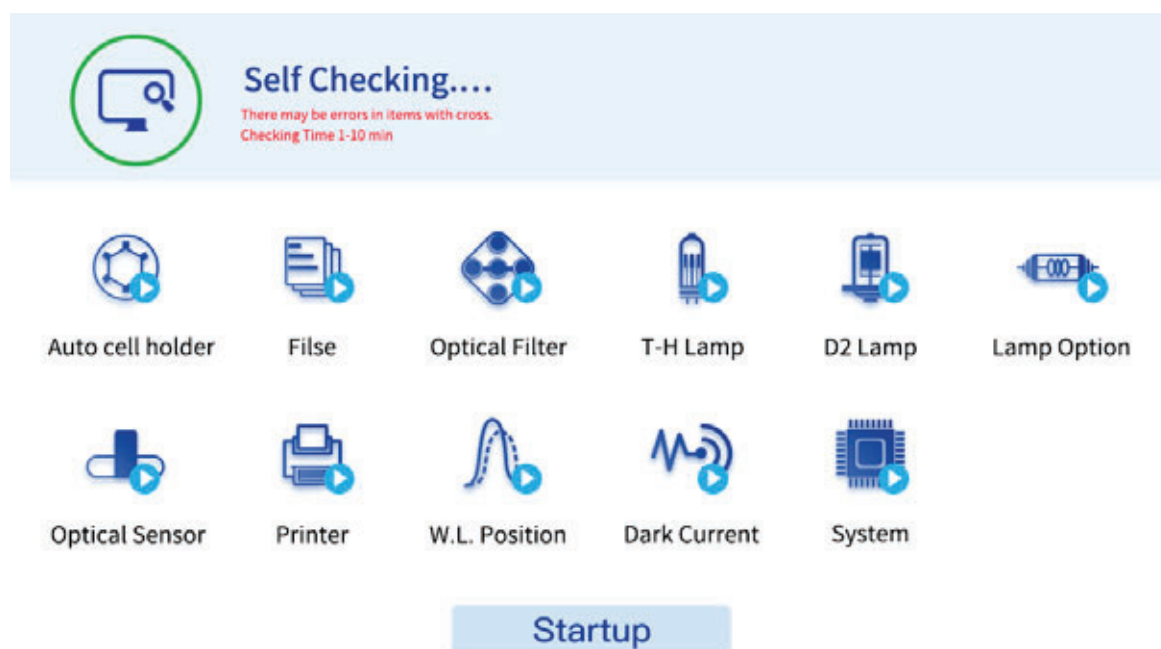 Self Checking....
There may be errors in items with cross.
Checking Time 1-10 min
Auto cell holder
Filse
Optical Filter
T-H Lamp
D2 Lamp
Lamp Option
Optical Sensor
Printer
W.L. Position
Dark Current
System
Startup